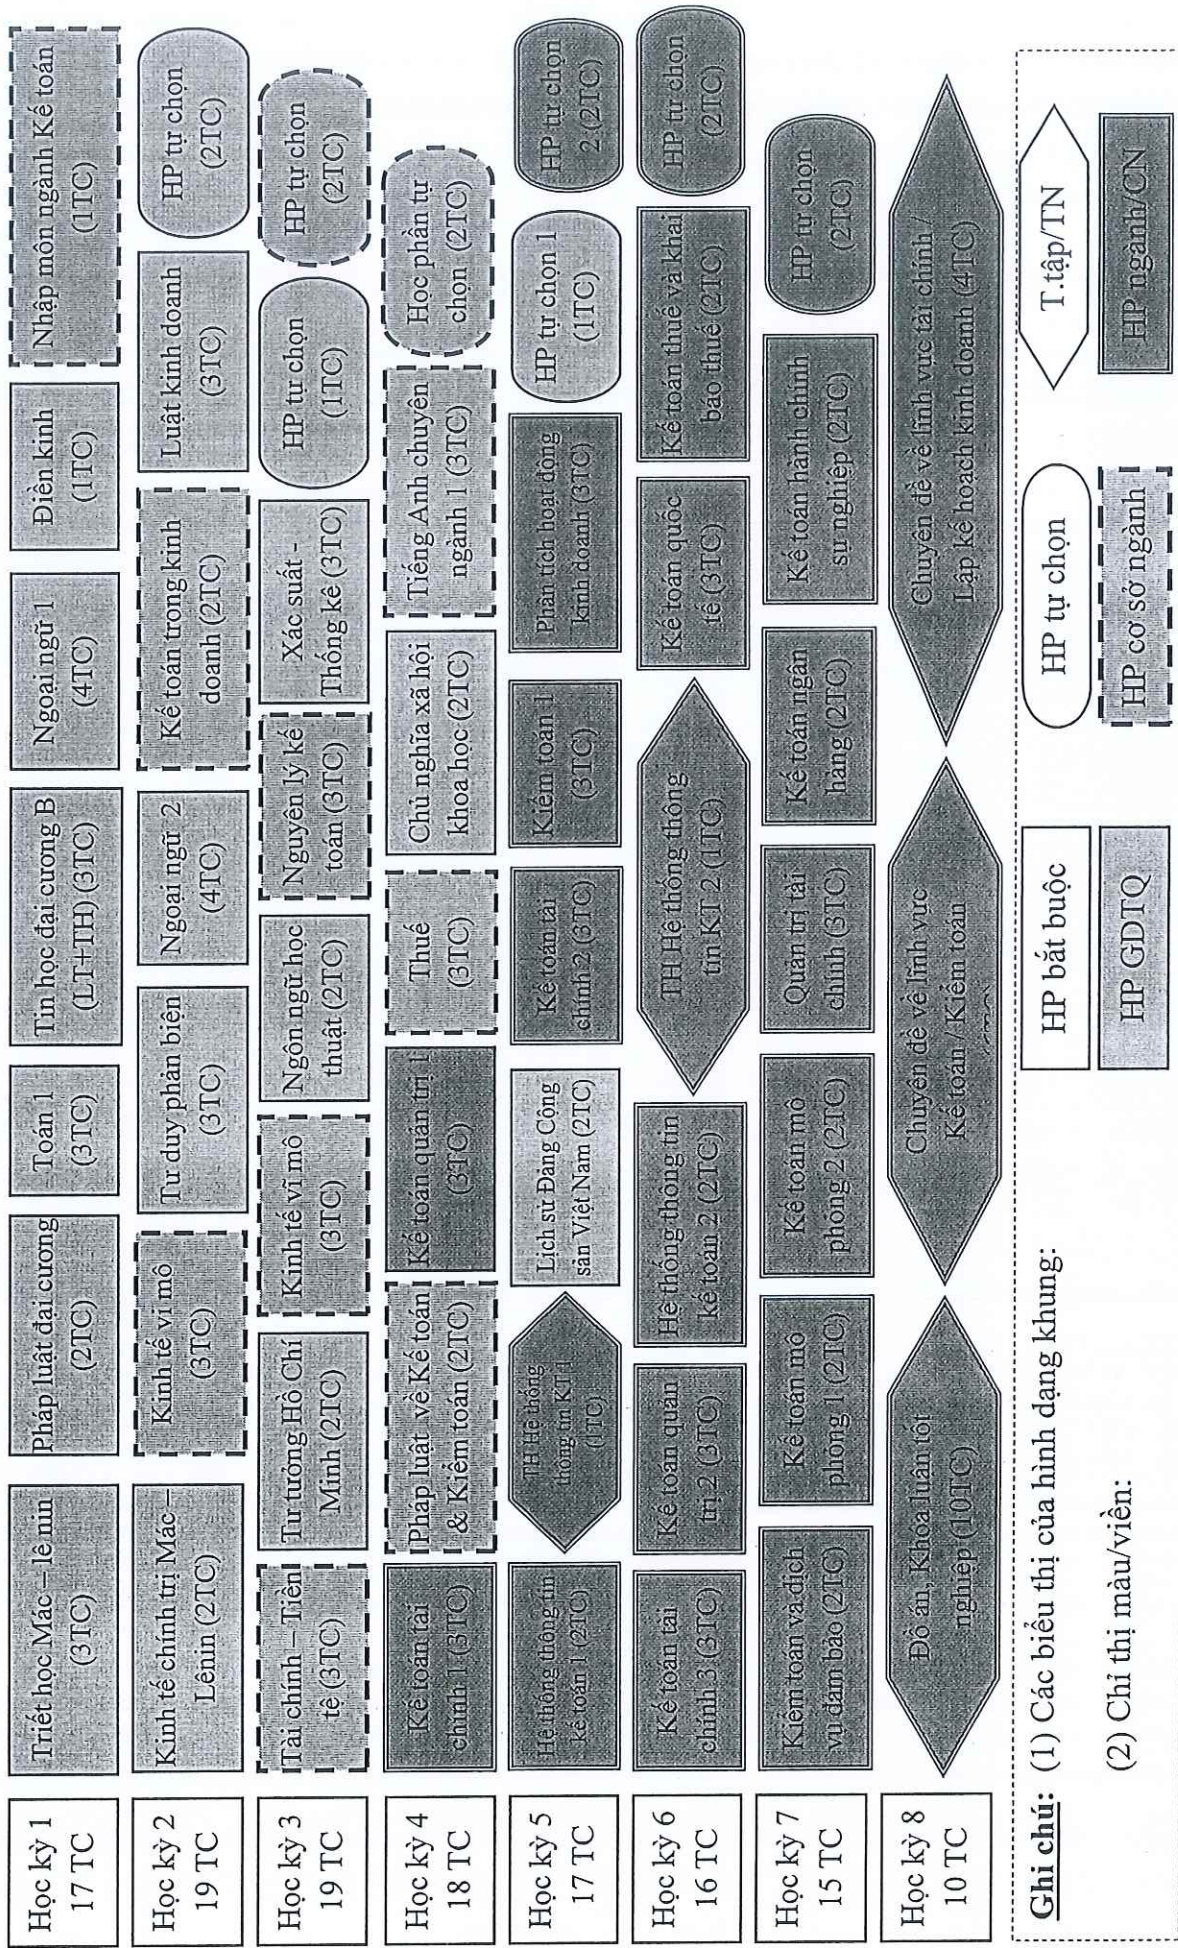 Học kỳ 1
17 TC
Triết học Mác – lê nin
(3TC)
Pháp luật đại cương
(2TC)
Toán 1
(3TC)
Tin học đại cương B
(LT+TH) (3TC)
Ngoại ngữ 1
(4TC)
Điền kinh
(1TC)
Nhập môn ngành Kế toán
(1TC)
Học kỳ 2
19 TC
Kinh tế chính trị Mác –
Lênin (2TC)
Kinh tế vi mô
(3TC)
Tư duy phản biện
(3TC)
Ngoại ngữ 2
(4TC)
Kế toán trong kinh
doanh (2TC)
Luật kinh doanh
(3TC)
HP tự chọn
(2TC)
Học kỳ 3
19 TC
Tài chính – Tiền
tệ (3TC)
Tư tưởng Hồ Chí
Minh (2TC)
Kinh tế vĩ mô
(3TC)
Ngôn ngữ học
thuật (2TC)
Nguyên lý kế
toán (3TC)
Xác suất -
Thống kê (3TC)
HP tự chọn
(1TC)
HP tự chọn
(2TC)
Học kỳ 4
18 TC
Kế toán tài
chính 1 (3TC)
Pháp luật về Kế toán
& Kiểm toán (2TC)
Kế toán quản trị 1
(3TC)
Thuế
(3TC)
Chủ nghĩa xã hội
khoa học (2TC)
Tiếng Anh chuyên
ngành 1 (3TC)
Học phần tự
chọn (2TC)
Học kỳ 5
17 TC
Hệ thống thông tin
kế toán 1 (2TC)
TH Hệ thống
thông tin KT 1
(1TC)
Lịch sử Đảng Cộng
sản Việt Nam (2TC)
Kế toán tài
chính 2 (3TC)
Kiểm toán 1
(3TC)
Phân tích hoạt động
kinh doanh (3TC)
HP tự chọn 1
(1TC)
HP tự chọn
2 (2TC)
Học kỳ 6
16 TC
Kế toán tài
chính 3 (3TC)
Kế toán quản
trị 2 (3TC)
Hệ thống thông tin
kế toán 2 (2TC)
TH Hệ thống thông
tin KT 2 (1TC)
Kế toán quốc
tế (3TC)
Kế toán thuế và khai
báo thuế (2TC)
HP tự chọn
(2TC)
Học kỳ 7
15 TC
Kiểm toán và dịch
vụ đảm bảo (2TC)
Kế toán mô
phỏng 1 (2TC)
Kế toán mô
phỏng 2 (2TC)
Quản trị tài
chính (3TC)
Kế toán ngân
hàng (2TC)
Kế toán hành chính
sự nghiệp (2TC)
HP tự chọn
(2TC)
Học kỳ 8
10 TC
Đồ án, Khóa luận tốt
nghiệp (10TC)
Chuyên đề về lĩnh vực
Kế toán / Kiểm toán
Chuyên đề về lĩnh vực tài chính/
Lập kế hoạch kinh doanh (4TC)
Ghi chú: (1) Các biểu thị của hình dạng khung:
HP bắt buộc
HP tự chọn
T.tập/TN
(2) Chỉ thị màu/viền:
HP GDTQ
HP cơ sở ngành
HP ngành/CN